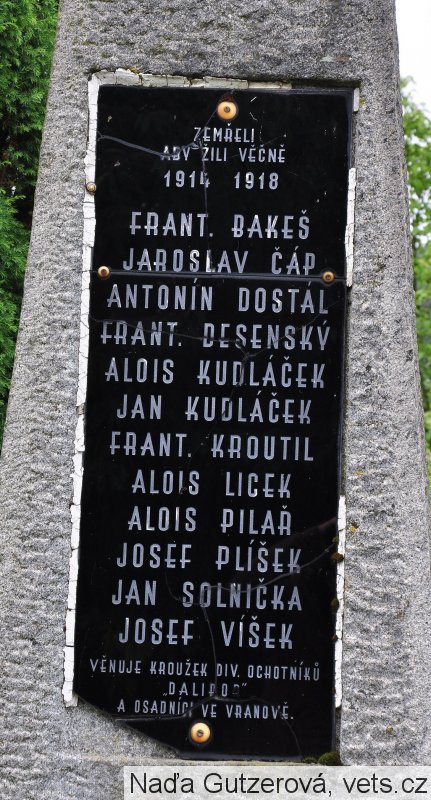 ZEMŘELI
ABY ŽILI VĚČNĚ
1914 1918
FRANT. BAKEŠ
JAROSLAV ČÁP
ANTONÍN DOSTAL
FRANT. DESENSKÝ
ALOIS KUDLÁČEK
JAN KUDLÁČEK
FRANT. KROUTIL
ALOIS LICEK
ALOIS PILAŘ
JOSEF PLÍŠEK
JAN SOLNIČKA
JOSEF VÍŠEK
VĚNUJE KROUŽEK DIV. OCHOTNÍKŮ
„DALIBOR"
A OSADNÍCI VE VRANOVĚ.
Naďa Gutzerová, vets.cz